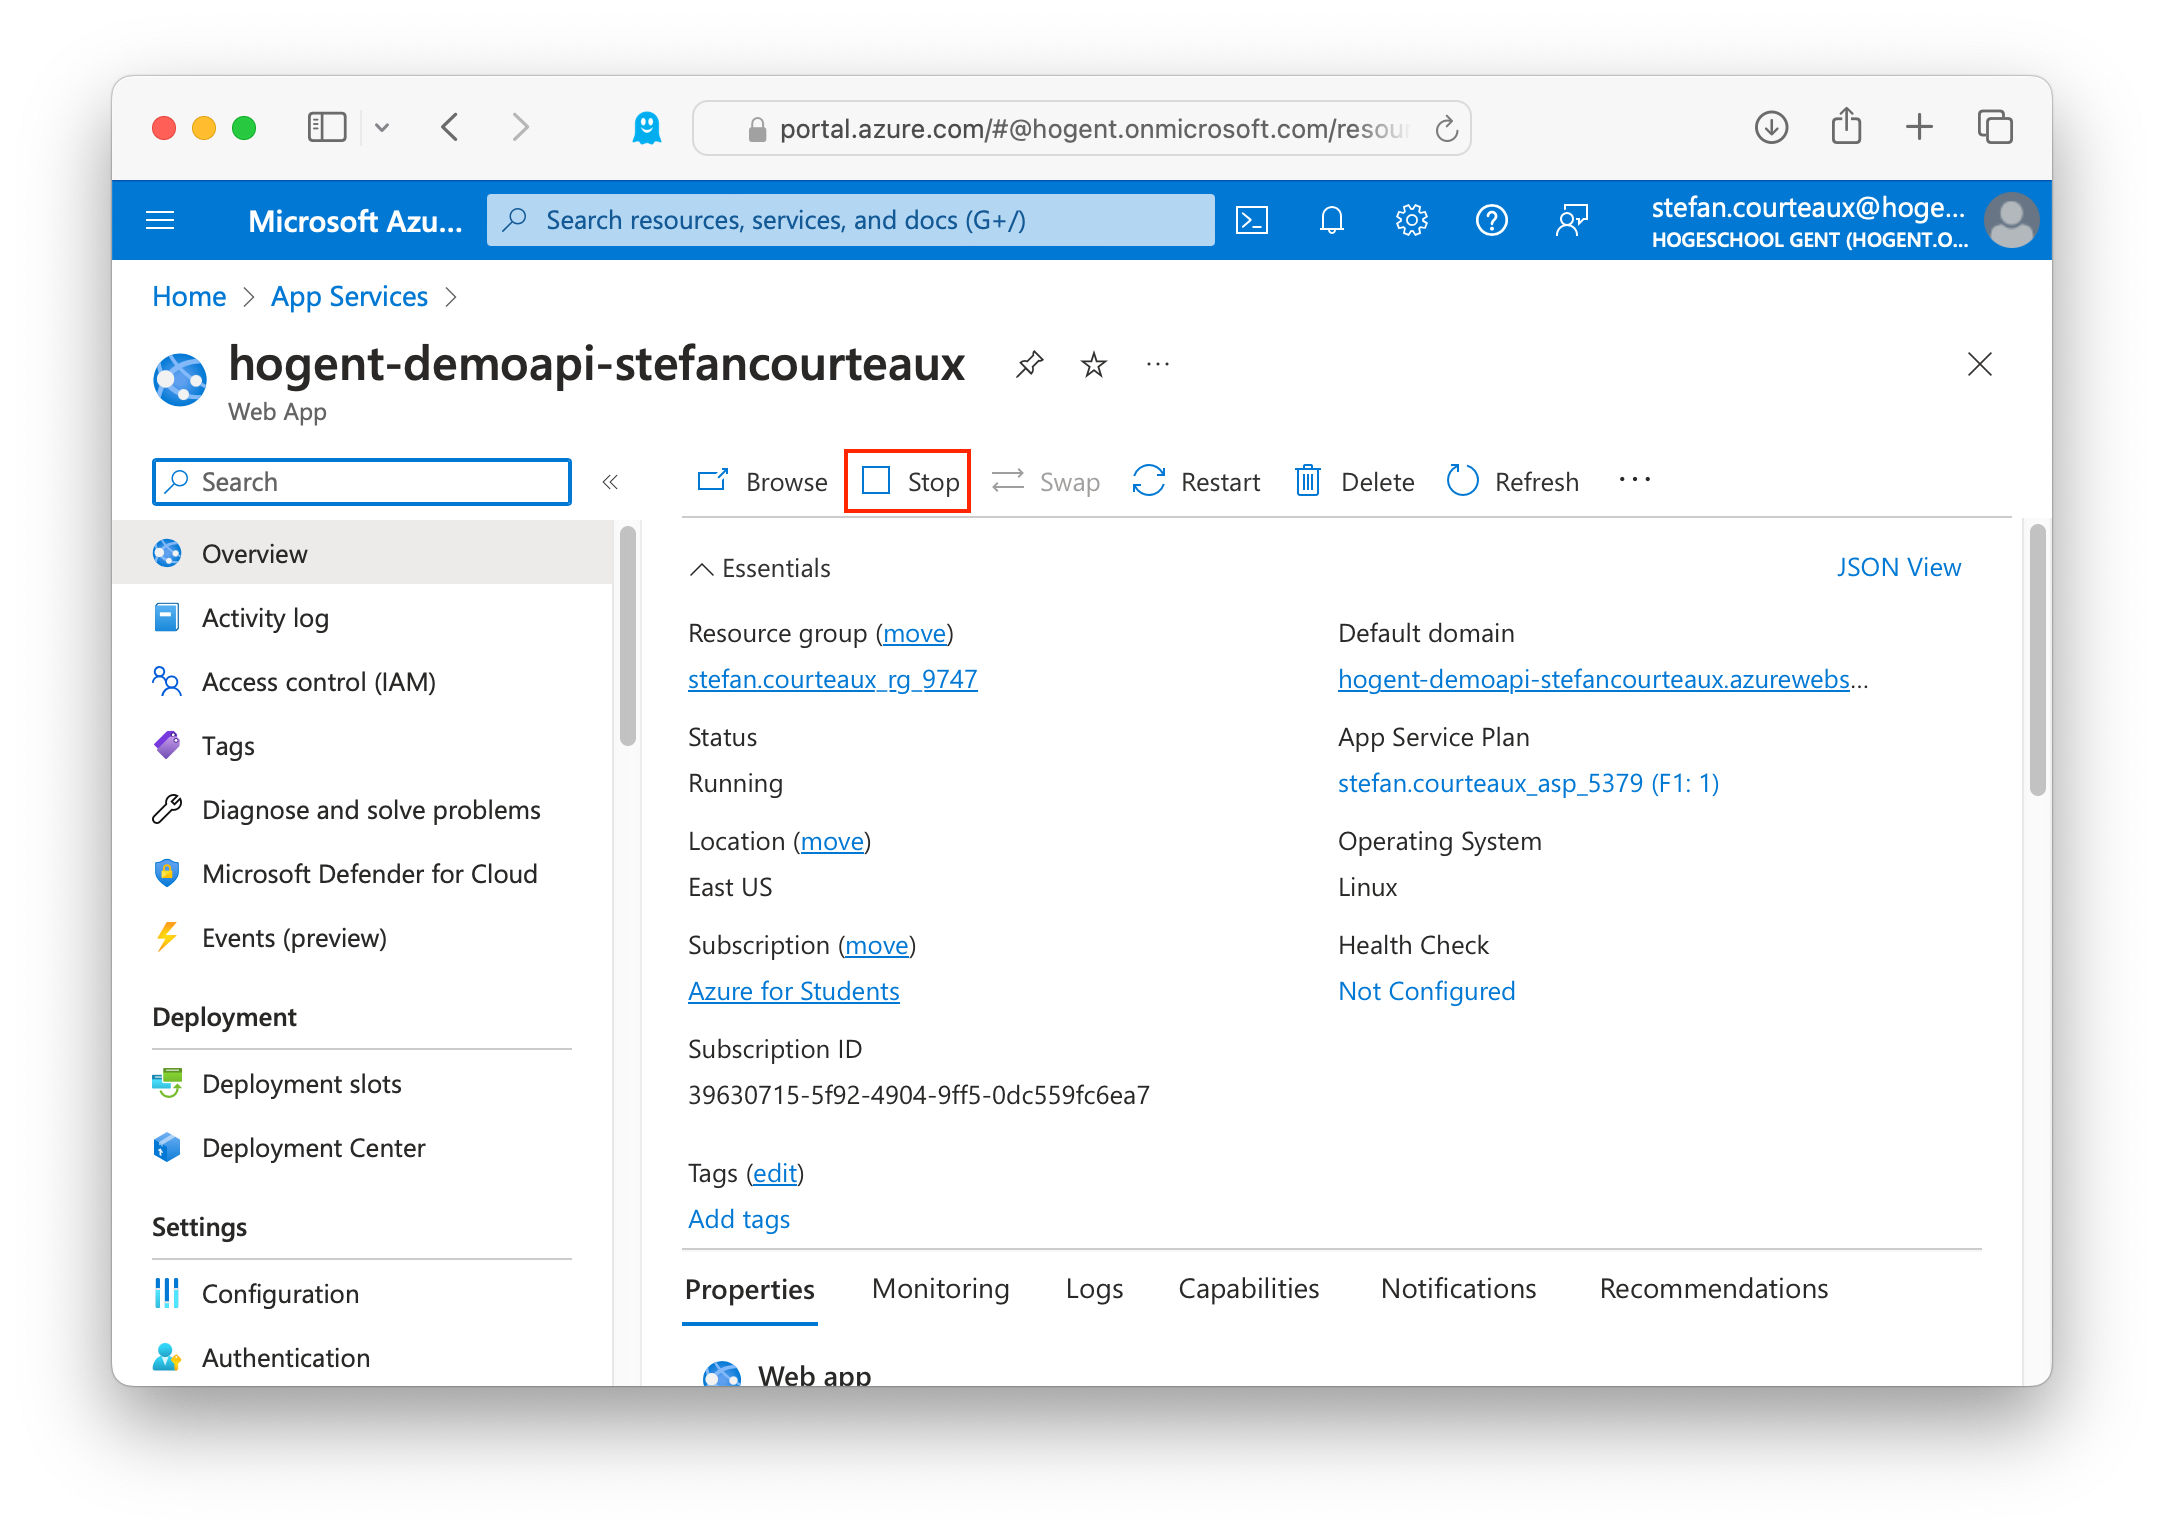 portal.azure.com/#@hogent.onmicrosoft.com/resour
Microsoft Azu...
Search resources, services, and docs (G+/)
stefan.courteaux@hoge...
HOGESCHOOL GENT (HOGENT.O...
Home > App Services >
hogent-demoapi-stefancourteaux
Web App
Search
Browse Stop Swap Restart Delete Refresh
Overview
Activity log
Access control (IAM)
Tags
Diagnose and solve problems
Microsoft Defender for Cloud
Events (preview)
Deployment
Deployment slots
Deployment Center
Settings
Configuration
Authentication
Essentials
JSON View
Resource group (move)
stefan.courteaux_rg_9747
Status
Running
Location (move)
East US
Subscription (move)
Azure for Students
Subscription ID
39630715-5f92-4904-9ff5-0dc559fc6ea7
Default domain
hogent-demoapi-stefancourteaux.azurewebs...
App Service Plan
stefan.courteaux_asp_5379 (F1: 1)
Operating System
Linux
Health Check
Not Configured
Tags (edit)
Add tags
Properties Monitoring Logs Capabilities Notifications Recommendations
Web app